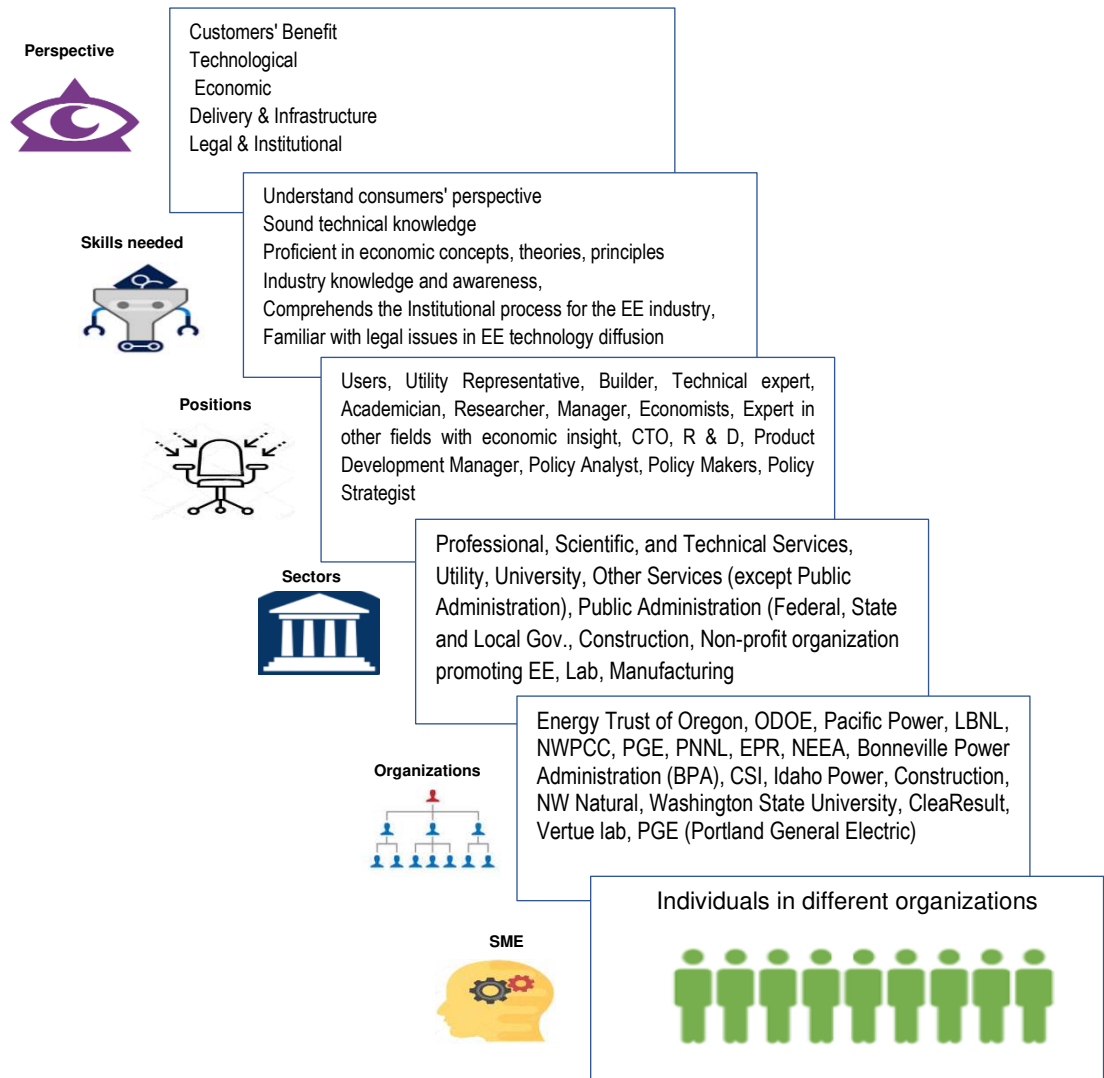 Perspective
Customers' Benefit
Technological
Economic
Delivery & Infrastructure
Legal & Institutional
Skills needed
Understand consumers' perspective
Sound technical knowledge
Proficient in economic concepts, theories, principles
Industry knowledge and awareness,
Comprehends the Institutional process for the EE industry,
Familiar with legal issues in EE technology diffusion
Positions
Users, Utility Representative, Builder, Technical expert,
Academician, Researcher, Manager, Economists, Expert in
other fields with economic insight, CTO, R & D, Product
Development Manager, Policy Analyst, Policy Makers, Policy
Strategist
Sectors
Professional, Scientific, and Technical Services,
Utility, University, Other Services (except Public
Administration), Public Administration (Federal, State
and Local Gov., Construction, Non-profit organization
promoting EE, Lab, Manufacturing
Organizations
Energy Trust of Oregon, ODOE, Pacific Power, LBNL,
NWPCC, PGE, PNNL, EPR, NEEA, Bonneville Power
Administration (BPA), CSI, Idaho Power, Construction,
NW Natural, Washington State University, CleaResult,
Vertue lab, PGE (Portland General Electric)
SME
Individuals in different organizations